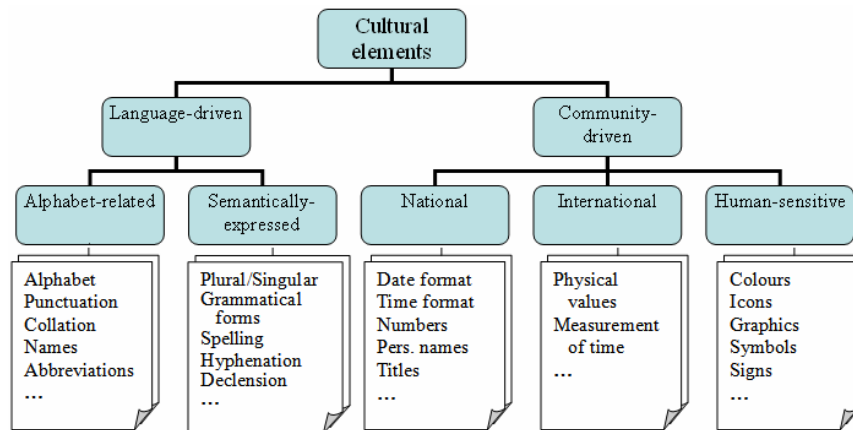 Cultural
elements
Language-driven
Community-
driven
Alphabet-related
Semantically-
expressed
National
International
Human-sensitive
Alphabet
Punctuation
Collation
Names
Abbreviations
...
Plural/Singular
Grammatical
forms
Spelling
Hyphenation
Declension
...
Date format
Time format
Numbers
Pers. names
Titles
...
Physical
values
Measurement
of time
...
Colours
Icons
Graphics
Symbols
Signs
...